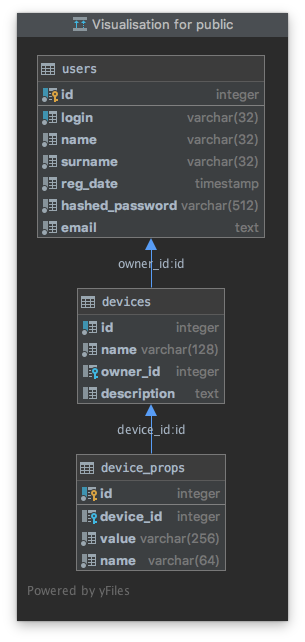 Visualisation for public
users
id integer
login varchar(32)
name varchar(32)
surname varchar(32)
reg_date timestamp
hashed_password varchar(512)
email text
owner_id:id
devices
id integer
name varchar(128)
owner_id integer
description text
device_id:id
device_props
id integer
device_id integer
value varchar(256)
name varchar(64)
Powered by yFiles